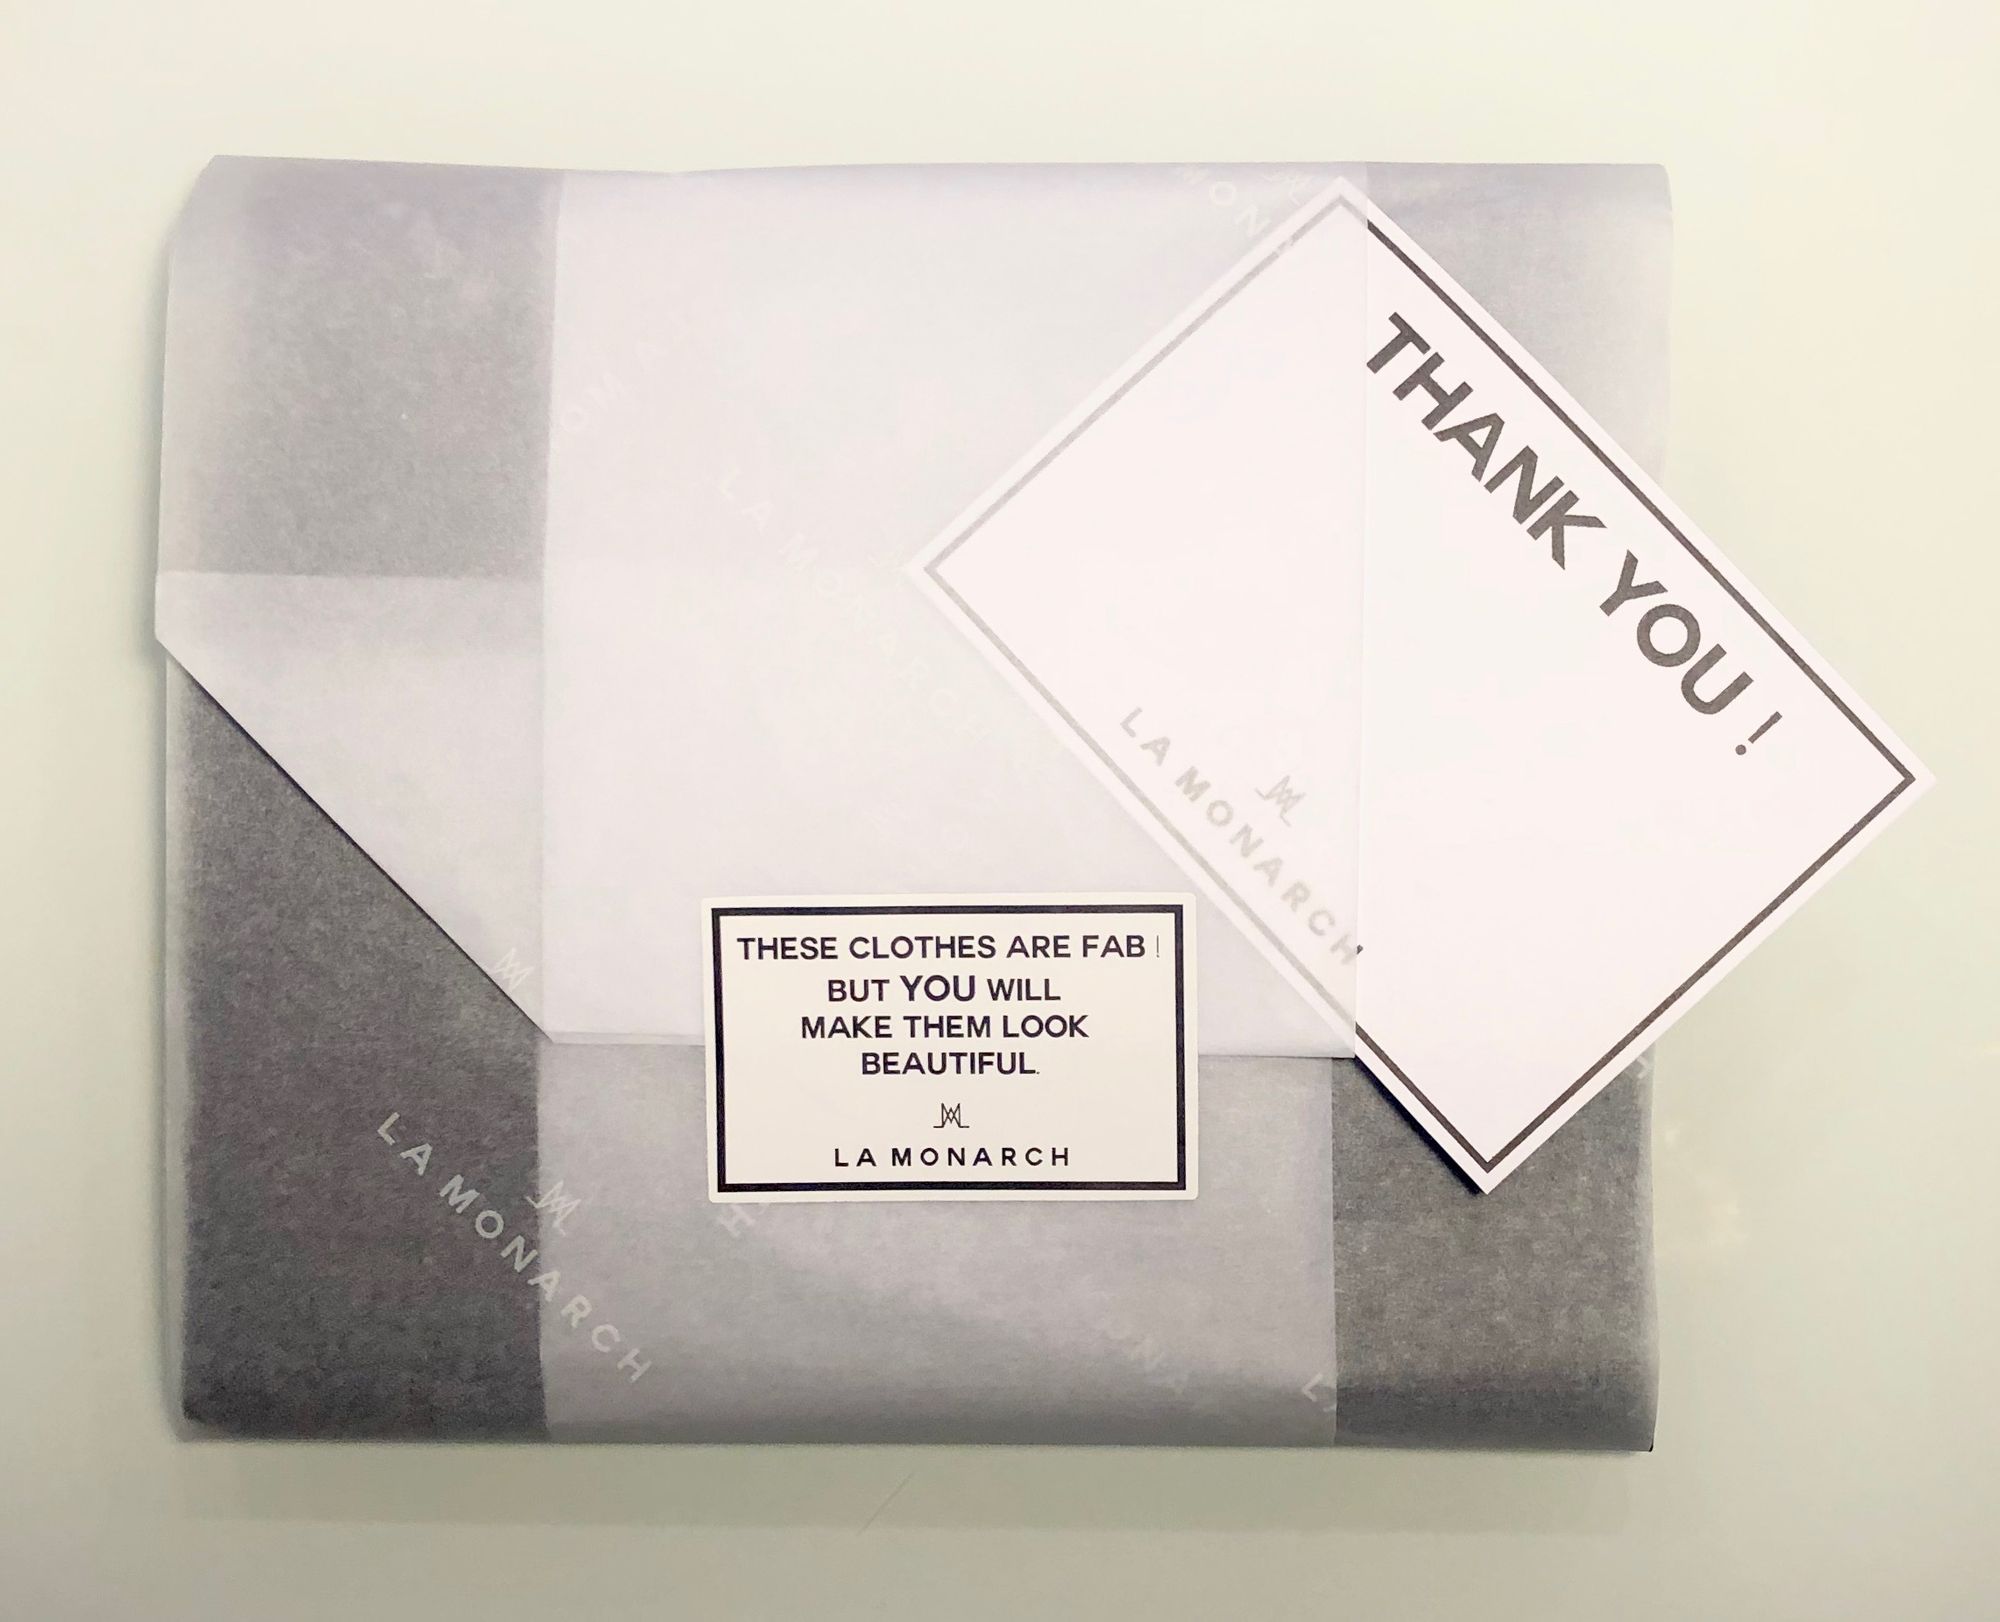 THANK YOU !
LA MONARCH
THESE CLOTHES ARE FAB !
BUT YOU WILL
MAKE THEM LOOK
BEAUTIFUL.
LA MONARCH
LA MONARCH
LA MONARCH